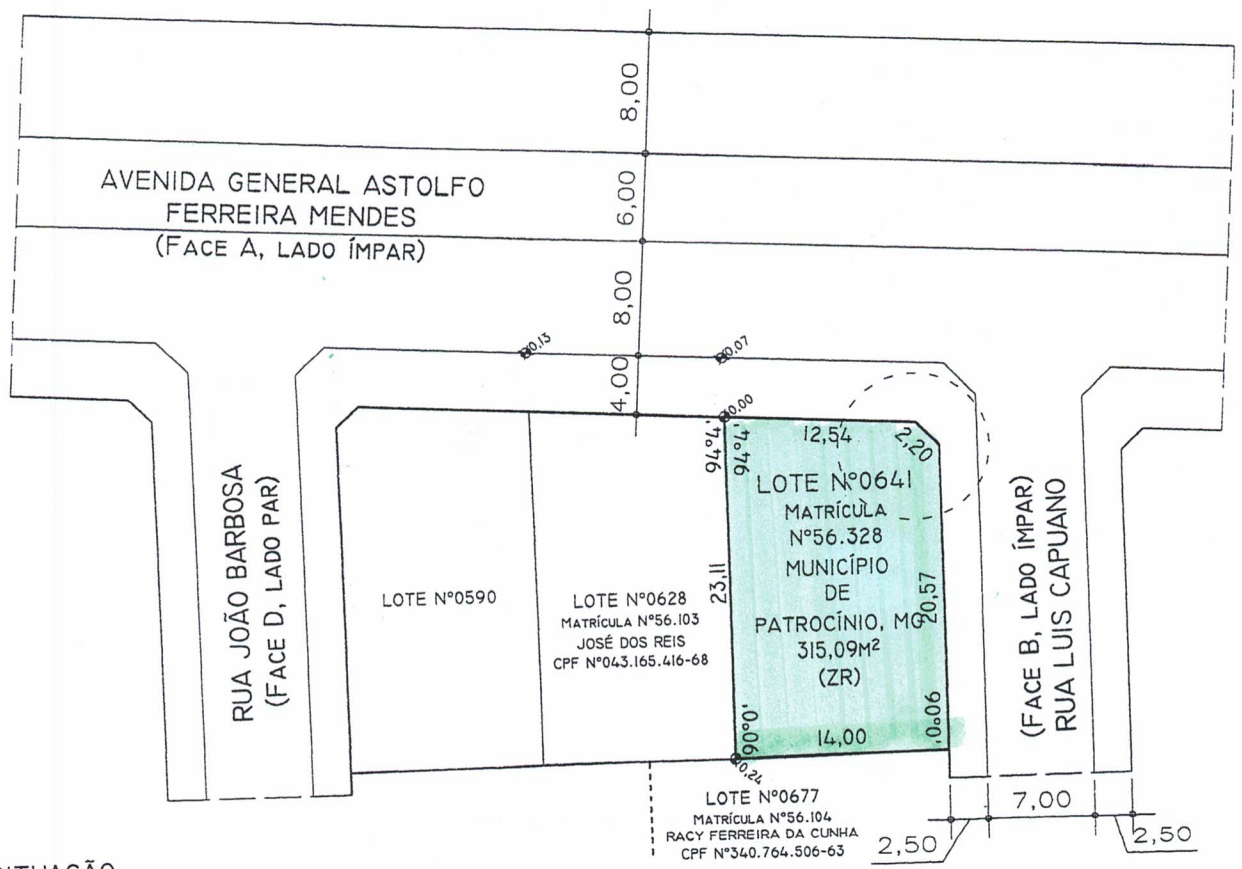 8,00
AVENIDA GENERAL ASTOLFO
FERREIRA MENDES
(FACE A, LADO ÍMPAR)
6,00
8,00
4,00
0,13
0,07
0,00
94°4'
94°4'
12,54
2,20
RUA JOÃO BARBOSA
(FACE D, LADO PAR)
LOTE Nº0590
LOTE Nº0628
MATRÍCULA Nº56.103
JOSÉ DOS REIS
CPF Nº043.165.416-68
23,11
LOTE Nº0641
MATRÍCULA
Nº56.328
MUNICÍPIO
DE
PATROCÍNIO, MG
315,09M²
(ZR)
20,57
90°0'
14,00
90°0'
0,24
(FACE B, LADO ÍMPAR)
RUA LUIS CAPUANO
LOTE Nº0677
MATRÍCULA Nº56.104
RACY FERREIRA DA CUNHA
CPF Nº340.764.506-63
2,50
7,00
2,50